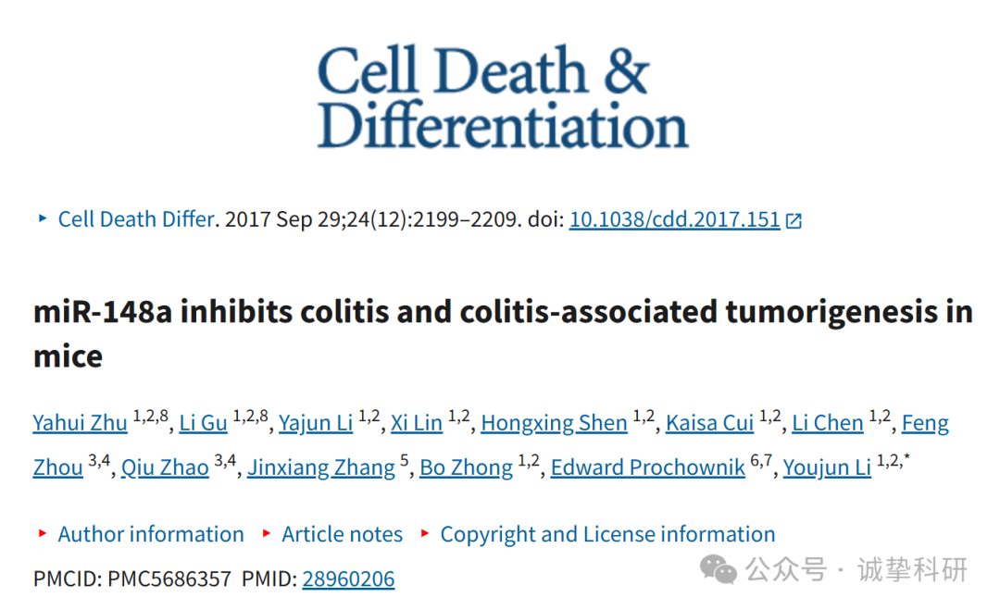 Cell Death &
Differentiation
‣ Cell Death Differ. 2017 Sep 29;24(12):2199–2209. doi: 10.1038/cdd.2017.151
miR-148a inhibits colitis and colitis-associated tumorigenesis in
mice
Yahui Zhu 1,2,8, Li Gu 1,2,8, Yajun Li 1,2, Xi Lin 1,2, Hongxing Shen 1,2, Kaisa Cui 1,2, Li Chen 1,2, Feng
Zhou 3,4, Qiu Zhao 3,4, Jinxiang Zhang 5, Bo Zhong 1,2, Edward Prochownik 6,7, Youjun Li 1,2,*
‣ Author information ‣ Article notes ‣ Copyright and License information
PMCID: PMC5686357 PMID: 28960206
公众号 · 诚挚科研